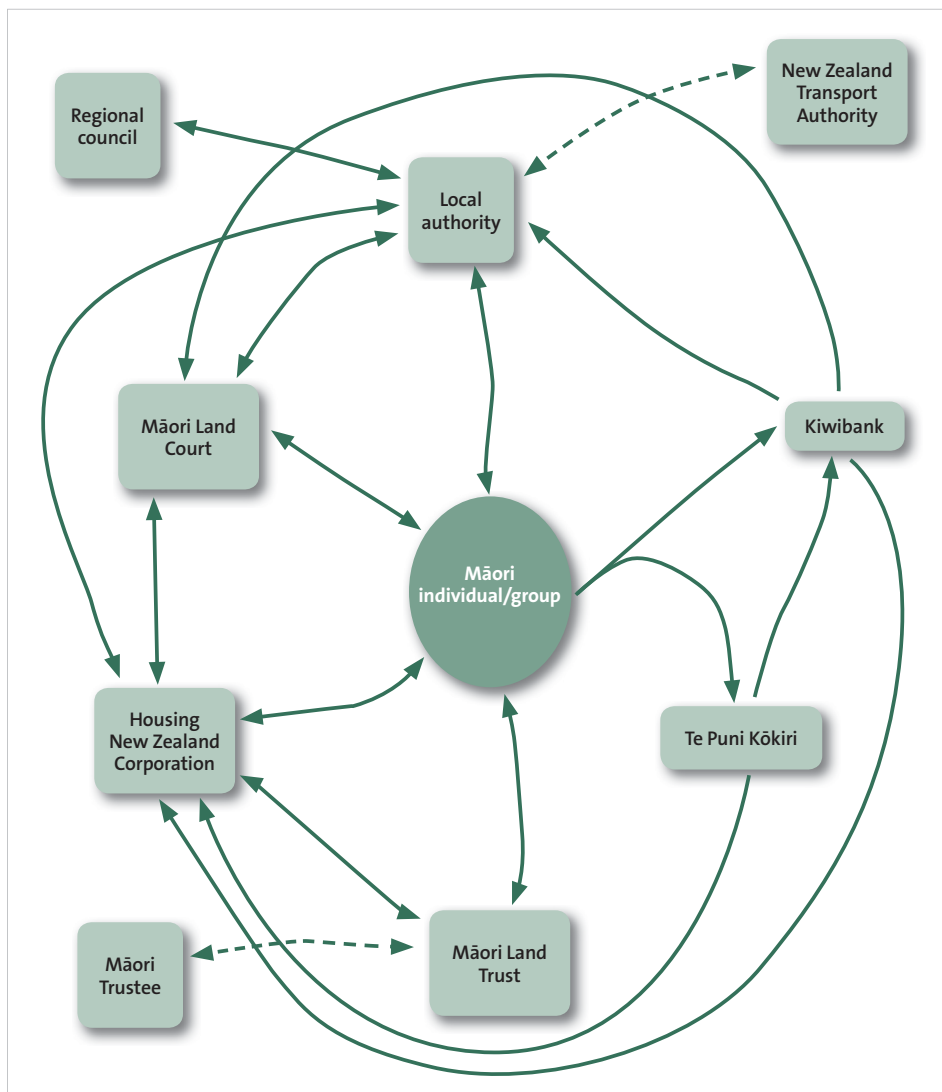 New Zealand
Transport
Authority
Regional
council
Local
authority
Māori Land
Court
Kiwibank
Māori
individual/group
Housing
New Zealand
Corporation
Te Puni Kōkiri
Māori
Trustee
Māori Land
Trust